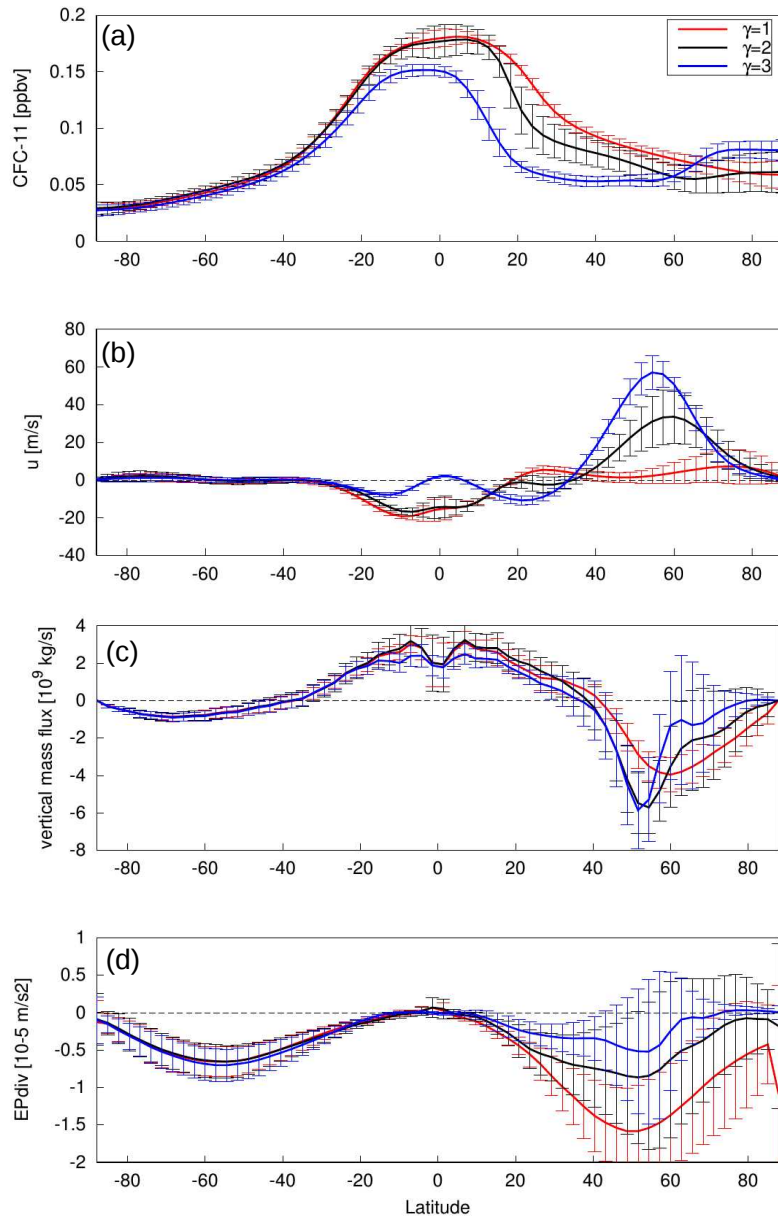 (a)
γ=1
γ=2
γ=3
CFC-11 [ppbv]
0.2
0.15
0.1
0.05
0
-80 -60 -40 -20 0 20 40 60 80
(b)
u [m/s]
80
60
40
20
0
-20
-40
-80 -60 -40 -20 0 20 40 60 80
(c)
vertical mass flux [10⁹ kg/s]
4
2
0
-2
-4
-6
-8
-80 -60 -40 -20 0 20 40 60 80
(d)
EPdiv [10-5 m/s2]
1
0.5
0
-0.5
-1
-1.5
-2
-80 -60 -40 -20 0 20 40 60 80
Latitude